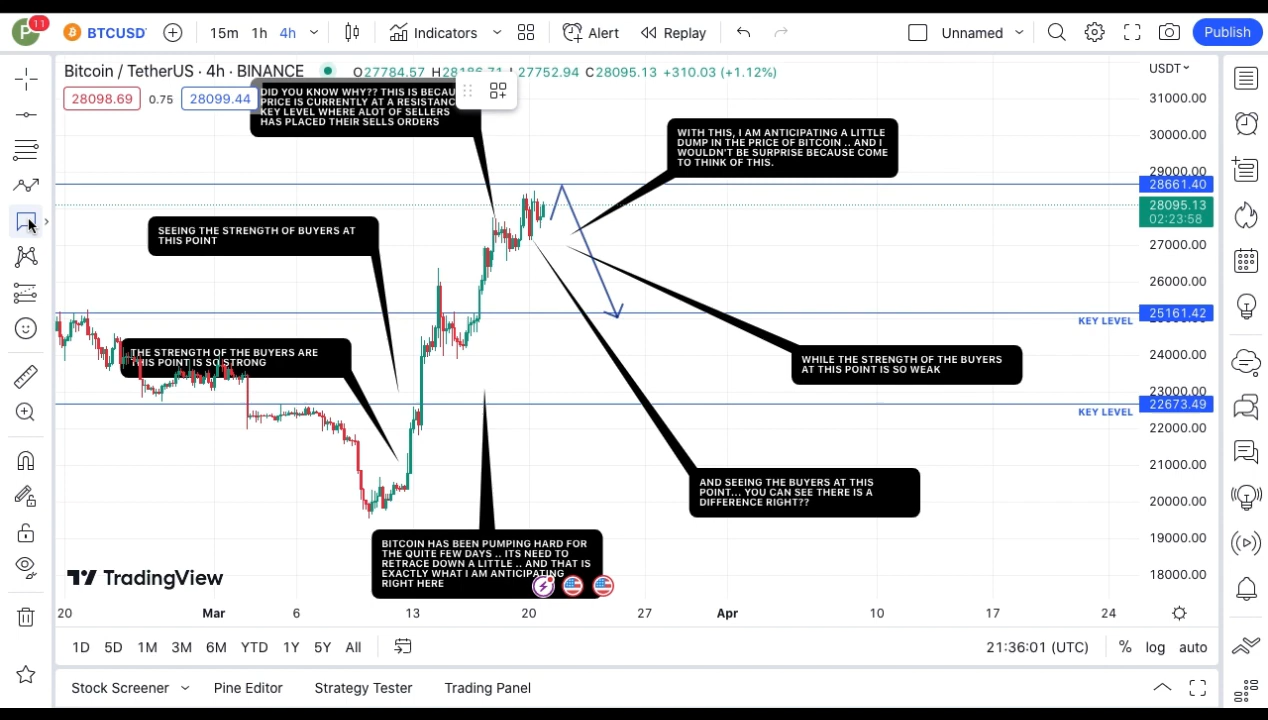 P
11
BTCUSD
15m 1h 4h
Indicators
Alert
Replay
Unnamed
Publish
Bitcoin / TetherUS · 4h · BINANCE
O27784.57 H28186.71 L27752.94 C28095.13 +310.03 (+1.12%)
USDT
28098.69
0.75
28099.44
DID YOU KNOW WHY?? THIS IS
PRICE IS CURRENTLY AT A
KEY LEVEL WHERE ALOT OF SELLERS
HAS PLACED THEIR SELLS ORDERS
WITH THIS, I AM ANTICIPATING A LITTLE
DUMP IN THE PRICE OF BITCOIN .. AND I
WOULDN'T BE SURPRISE BECAUSE COME
TO THINK OF THIS.
SEEING THE STRENGTH OF BUYERS AT
THIS POINT
THE STRENGTH OF THE BUYERS ARE
THIS POINT IS SO STRONG
WHILE THE STRENGTH OF THE BUYERS
AT THIS POINT IS SO WEAK
AND SEEING THE BUYERS AT THIS
POINT... YOU CAN SEE THERE IS A
DIFFERENCE RIGHT??
BITCOIN HAS BEEN PUMPING HARD FOR
THE QUITE FEW DAYS .. ITS NEED TO
RETRACE DOWN A LITTLE .. AND THAT IS
EXACTLY WHAT I AM ANTICIPATING
RIGHT HERE
31000.00
30000.00
29000.00
28661.40
28095.13
02:23:58
27000.00
26000.00
25161.42
KEY LEVEL
24000.00
23000.00
22673.49
KEY LEVEL
22000.00
21000.00
20000.00
19000.00
18000.00
TradingView
20 Mar 6 13 20 27 Apr 10 17 24
1D 5D 1M 3M 6M YTD 1Y 5Y All
21:36:01 (UTC)
% log auto
Stock Screener
Pine Editor
Strategy Tester
Trading Panel